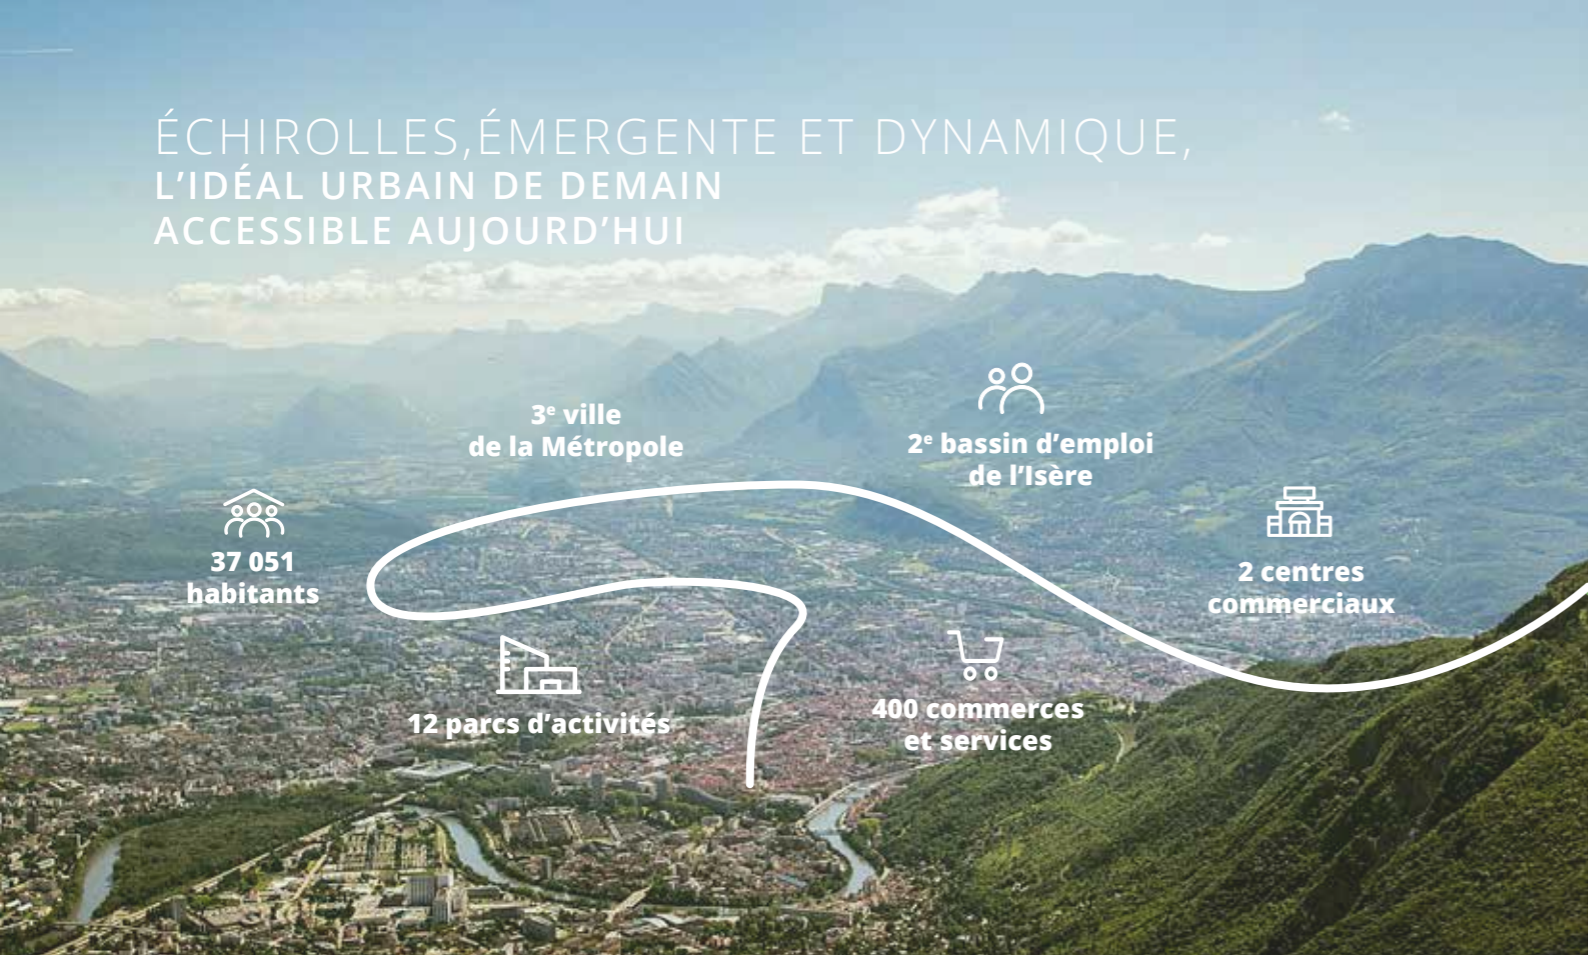 ÉCHIROLLES,ÉMERGENTE ET DYNAMIQUE,
L’IDÉAL URBAIN DE DEMAIN
ACCESSIBLE AUJOURD’HUI
3e ville
de la Métropole
2e bassin d’emploi
de l’Isère
37 051
habitants
2 centres
commerciaux
12 parcs d’activités
400 commerces
et services